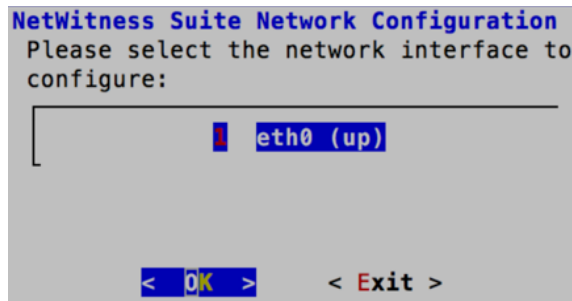 NetWitness Suite Network Configuration
Please select the network interface to
configure:
1 eth0 (up)
< OK > < Exit >